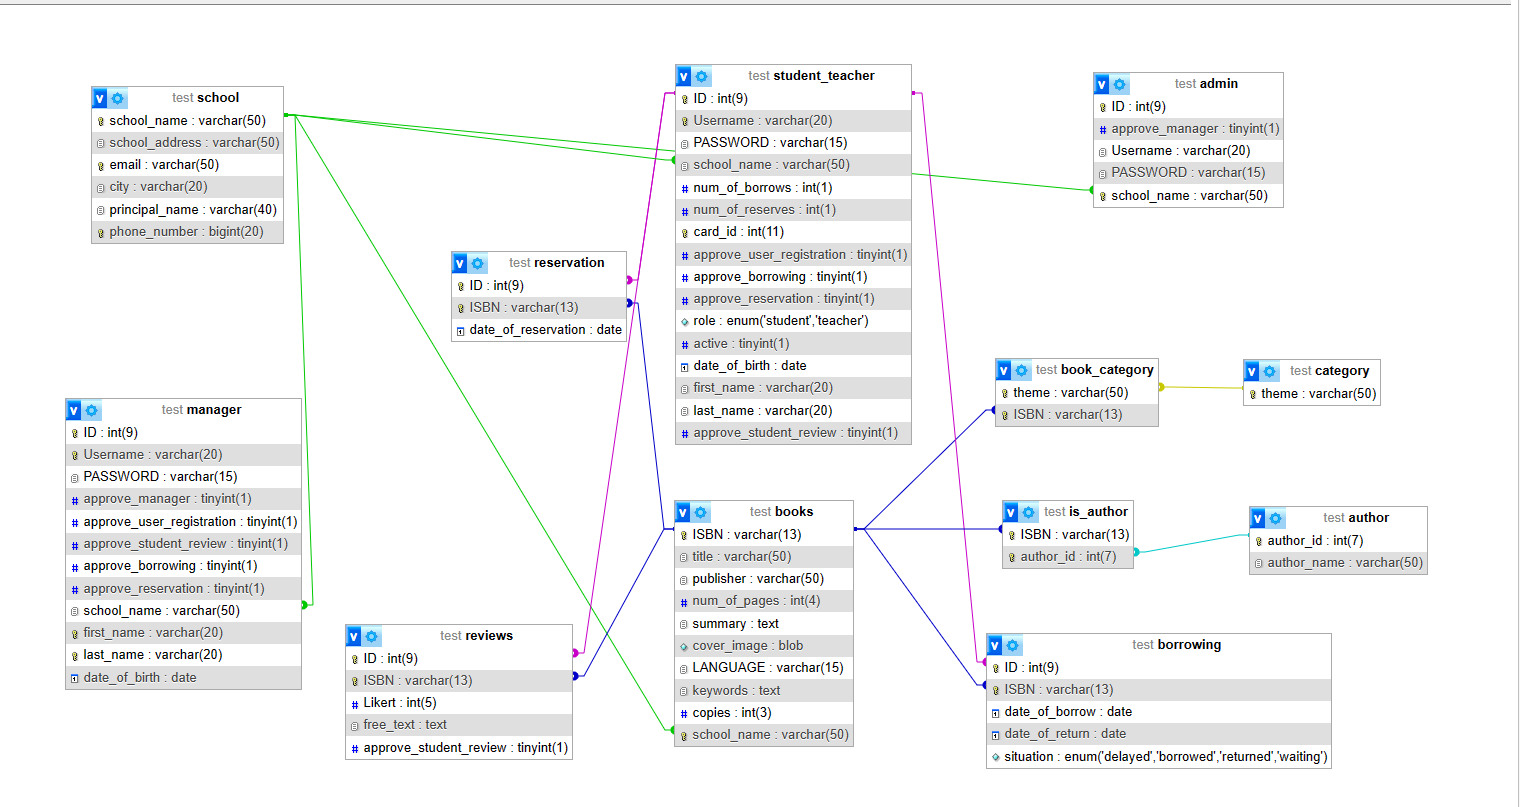 test school
school_name : varchar(50)
school_address : varchar(50)
email : varchar(50)
city : varchar(20)
principal_name : varchar(40)
phone_number : bigint(20)
test student_teacher
ID : int(9)
Username : varchar(20)
PASSWORD : varchar(15)
school_name : varchar(50)
num_of_borrows : int(1)
num_of_reserves : int(1)
card_id : int(11)
approve_user_registration : tinyint(1)
approve_borrowing : tinyint(1)
approve_reservation : tinyint(1)
role : enum('student','teacher')
active : tinyint(1)
date_of_birth : date
first_name : varchar(20)
last_name : varchar(20)
approve_student_review : tinyint(1)
test admin
ID : int(9)
approve_manager : tinyint(1)
Username : varchar(20)
PASSWORD : varchar(15)
school_name : varchar(50)
test reservation
ID : int(9)
ISBN : varchar(13)
date_of_reservation : date
test book_category
theme : varchar(50)
ISBN : varchar(13)
test category
theme : varchar(50)
test manager
ID : int(9)
Username : varchar(20)
PASSWORD : varchar(15)
approve_manager : tinyint(1)
approve_user_registration : tinyint(1)
approve_student_review : tinyint(1)
approve_borrowing : tinyint(1)
approve_reservation : tinyint(1)
school_name : varchar(50)
first_name : varchar(20)
last_name : varchar(20)
date_of_birth : date
test books
ISBN : varchar(13)
title : varchar(50)
publisher : varchar(50)
num_of_pages : int(4)
summary : text
cover_image : blob
LANGUAGE : varchar(15)
keywords : text
copies : int(3)
school_name : varchar(50)
test is_author
ISBN : varchar(13)
author_id : int(7)
test author
author_id : int(7)
author_name : varchar(50)
test reviews
ID : int(9)
ISBN : varchar(13)
Likert : int(5)
free_text : text
approve_student_review : tinyint(1)
test borrowing
ID : int(9)
ISBN : varchar(13)
date_of_borrow : date
date_of_return : date
situation : enum('delayed','borrowed','returned','waiting')